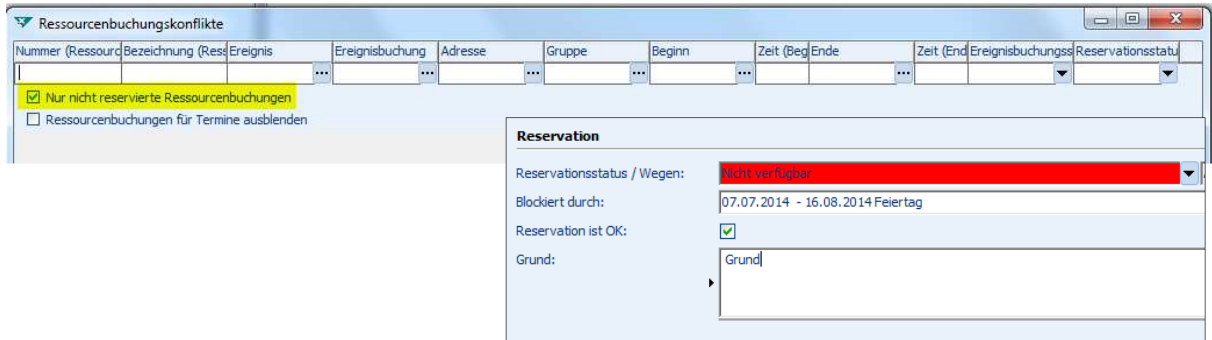 Ressourcenbuchungskonflikte
Nummer (Ressourc Bezeichnung (Ress Ereignis Ereignisbuchung Adresse Gruppe Beginn Zeit (Beg Ende Zeit (End Ereignisbuchungss Reservationsstatu
Nur nicht reservierte Ressourcenbuchungen
Ressourcenbuchungen für Termine ausblenden
Reservation
Reservationsstatus / Wegen: Nicht verfügbar
Blockiert durch: 07.07.2014 - 16.08.2014 Feiertag
Reservation ist OK:
Grund: Grund